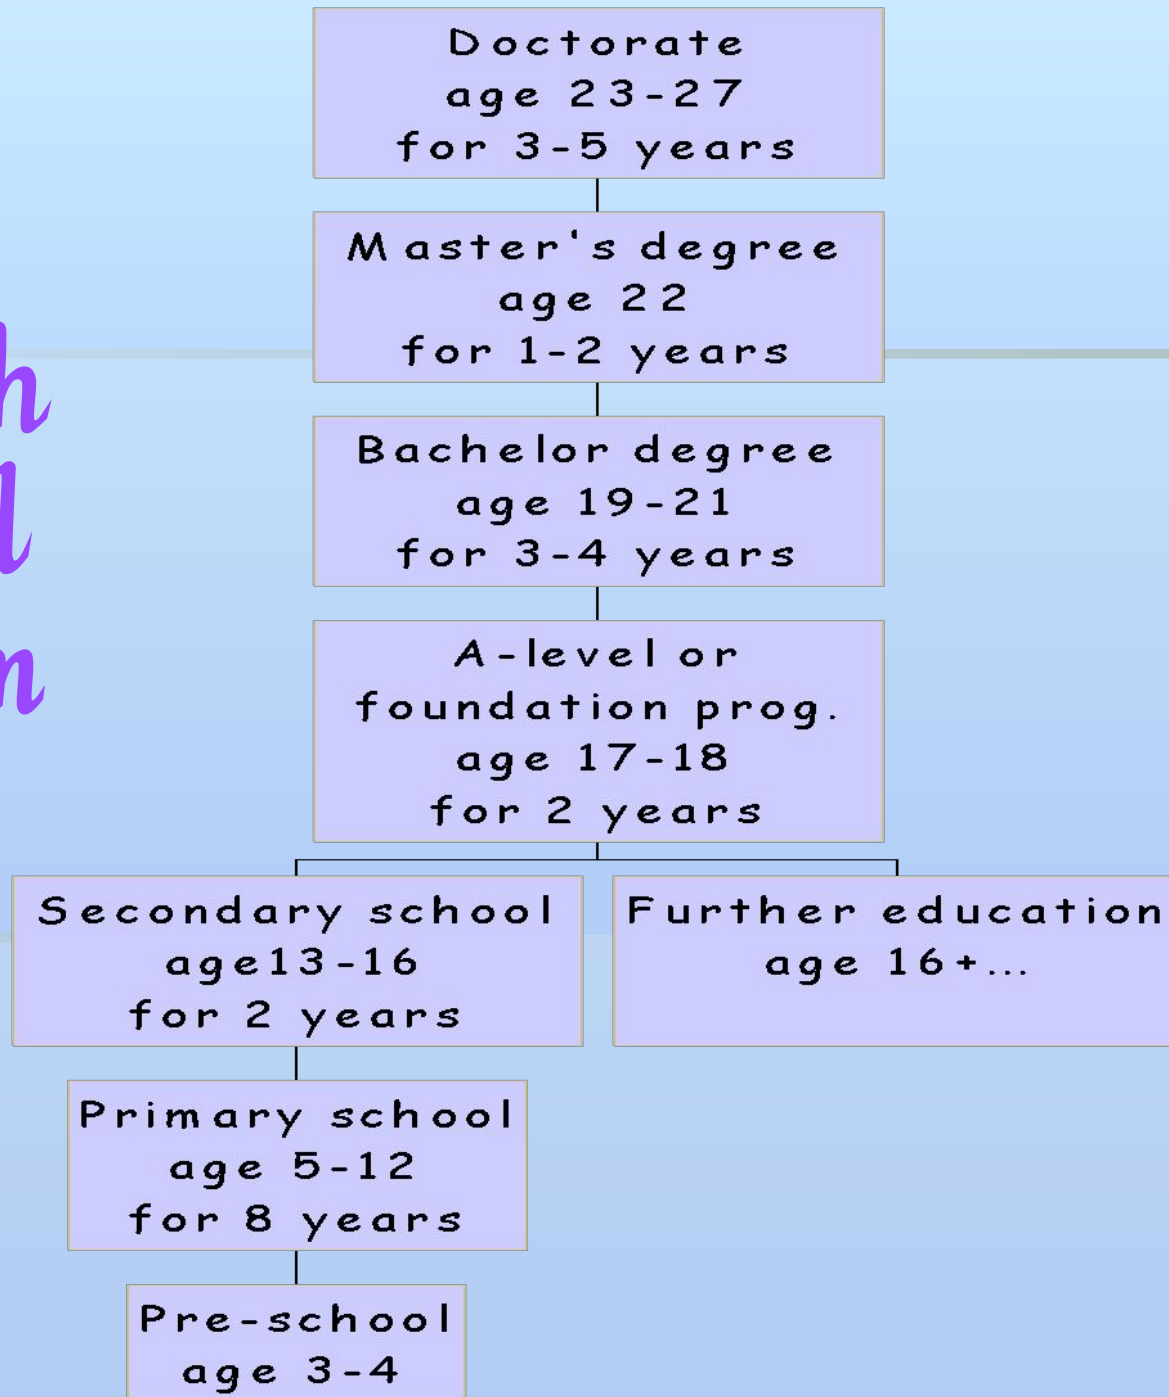 Doctorate
age 23-27
for 3-5 years
Master's degree
age 22
for 1-2 years
Bachelor degree
age 19-21
for 3-4 years
A-level or
foundation prog.
age 17-18
for 2 years
Secondary school
age13-16
for 2 years
Further education
age 16+...
Primary school
age 5-12
for 8 years
Pre-school
age 3-4